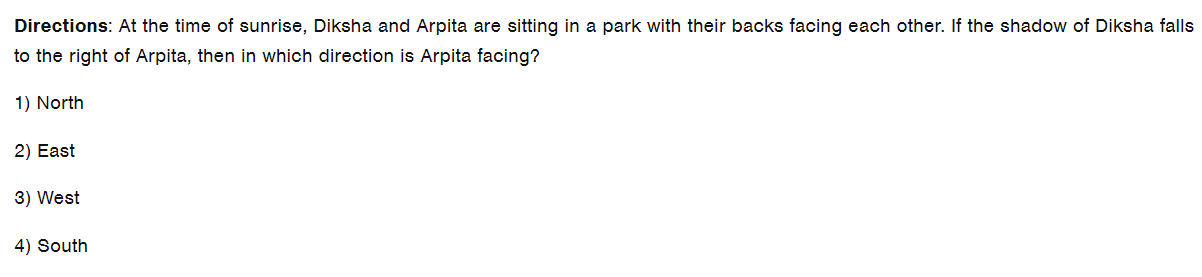 Directions: At the time of sunrise, Diksha and Arpita are sitting in a park with their backs facing each other. If the shadow of Diksha falls
to the right of Arpita, then in which direction is Arpita facing?
1) North
2) East
3) West
4) South